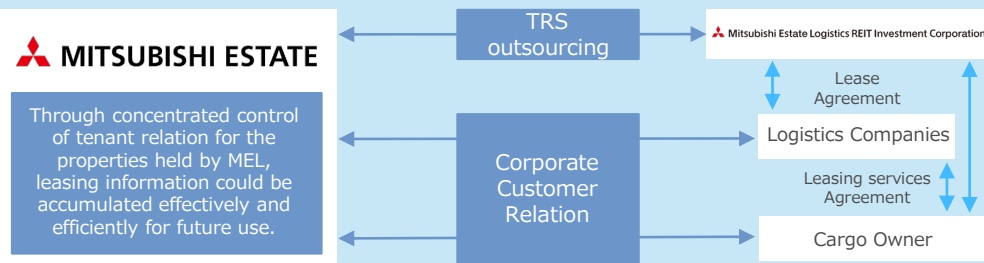 MITSUBISHI ESTATE
Through concentrated control
of tenant relation for the
properties held by MEL,
leasing information could be
accumulated effectively and
efficiently for future use.
TRS
outsourcing
Corporate
Customer
Relation
Mitsubishi Estate Logistics REIT Investment Corporation
Lease
Agreement
Logistics Companies
Leasing services
Agreement
Cargo Owner